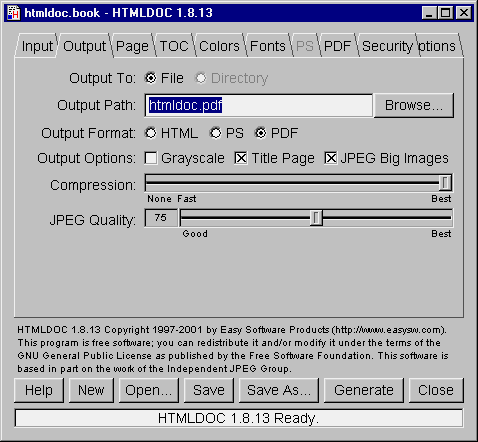 htmldoc.book - HTMLDOC 1.8.13
Input Output Page TOC Colors Fonts PS PDF Security ptions
Output To: File Directory
Output Path: htmldoc.pdf Browse...
Output Format: HTML PS PDF
Output Options: Grayscale Title Page JPEG Big Images
Compression:
None Fast Best
JPEG Quality: 75
Good Best
HTMLDOC 1.8.13 Copyright 1997-2001 by Easy Software Products (http://www.easysw.com).
This program is free software; you can redistribute it and/or modify it under the terms of the
GNU General Public License as published by the Free Software Foundation. This software is
based in part on the work of the Independent JPEG Group.
Help New Open... Save Save As... Generate Close
HTMLDOC 1.8.13 Ready.